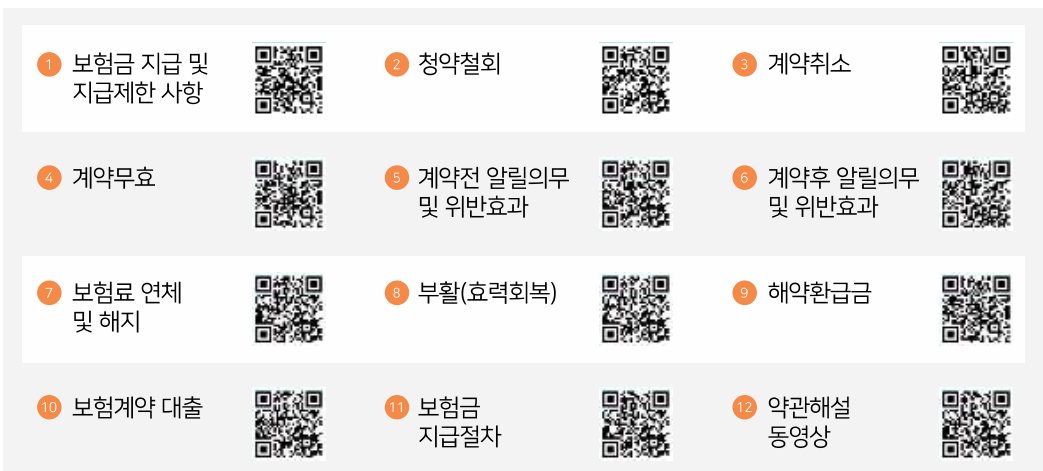 1 보험금 지급 및
지급제한 사항
2 청약철회
3 계약취소
4 계약무효
5 계약전 알릴의무
및 위반효과
6 계약후 알릴의무
및 위반효과
7 보험료 연체
및 해지
8 부활(효력회복)
9 해약환급금
10 보험계약 대출
11 보험금
지급절차
12 약관해설
동영상